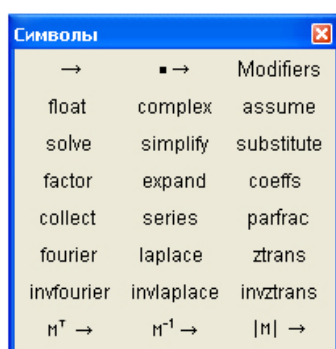 Символы
→ ▪ → Modifiers
float complex assume
solve simplify substitute
factor expand coeffs
collect series parfrac
fourier laplace ztrans
invfourier invlaplace invztrans
Mᵀ → M⁻¹ → |M| →